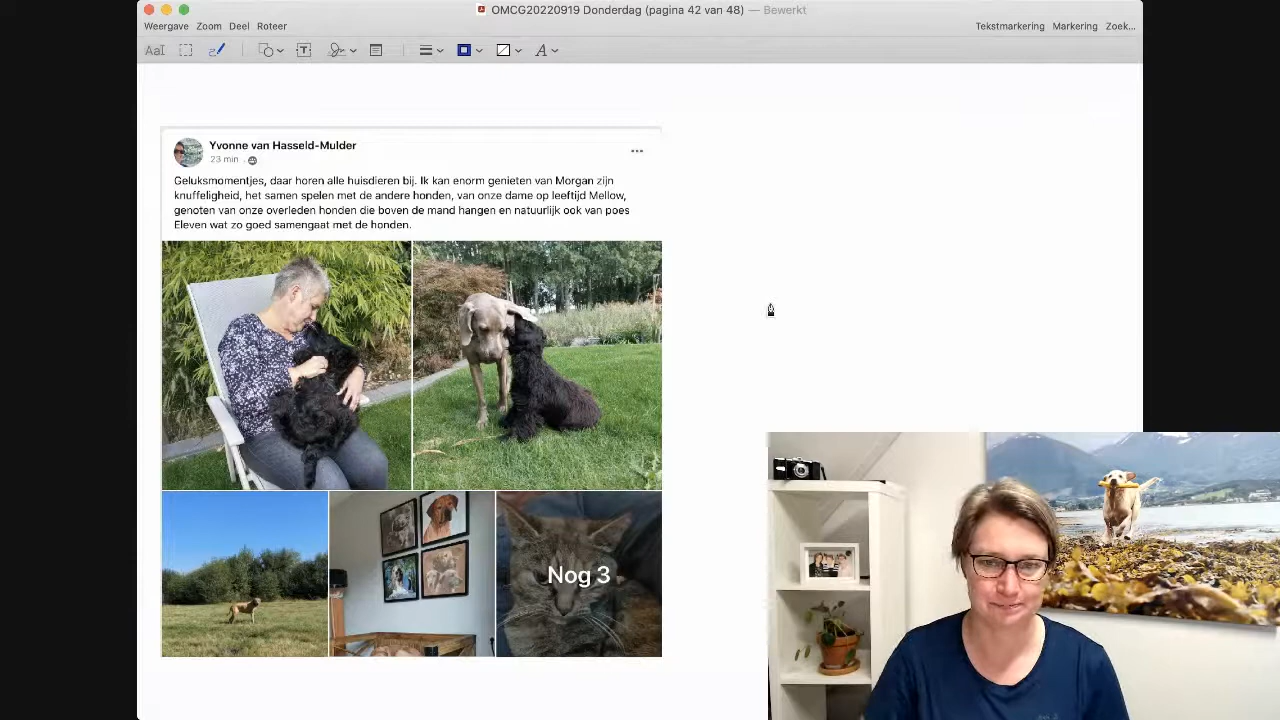 OMCG20220919 Donderdag (pagina 42 van 48) — Bewerkt
Weergave Zoom Deel Roteer
Tekstmarkering Markering Zoek...
Yvonne van Hasseld-Mulder
23 min
Geluksmomentjes, daar horen alle huisdieren bij. Ik kan enorm genieten van Morgan zijn
knuffeligheid, het samen spelen met de andere honden, van onze dame op leeftijd Mellow,
genoten van onze overleden honden die boven de mand hangen en natuurlijk ook van poes
Eleven wat zo goed samengaat met de honden.
Nog 3